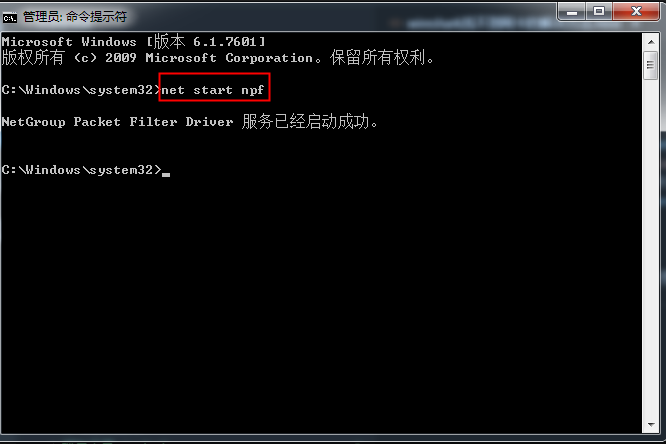 管理员: 命令提示符
Microsoft Windows [版本 6.1.7601]
版权所有 (c) 2009 Microsoft Corporation。保留所有权利。
C:\Windows\system32>net start npf
NetGroup Packet Filter Driver 服务已经启动成功。
C:\Windows\system32>